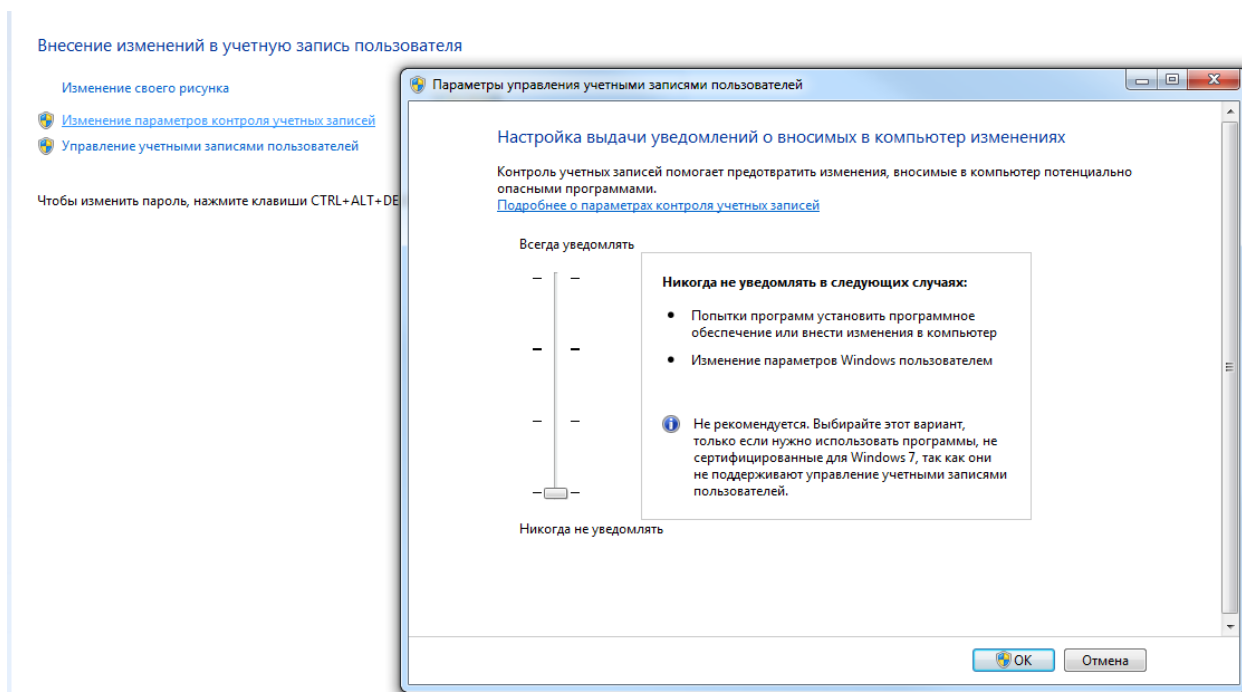 Внесение изменений в учетную запись пользователя
Изменение своего рисунка
Изменение параметров контроля учетных записей
Управление учетными записями пользователей
Чтобы изменить пароль, нажмите клавиши CTRL+ALT+DE
Параметры управления учетными записями пользователей
Настройка выдачи уведомлений о вносимых в компьютер изменениях
Контроль учетных записей помогает предотвратить изменения, вносимые в компьютер потенциально
опасными программами.
Подробнее о параметрах контроля учетных записей
Всегда уведомлять
Никогда не уведомлять в следующих случаях:
Попытки программ установить программное
обеспечение или внести изменения в компьютер
Изменение параметров Windows пользователем
Не рекомендуется. Выбирайте этот вариант,
только если нужно использовать программы, не
сертифицированные для Windows 7, так как они
не поддерживают управление учетными записями
пользователей.
Никогда не уведомлять
OK
Отмена